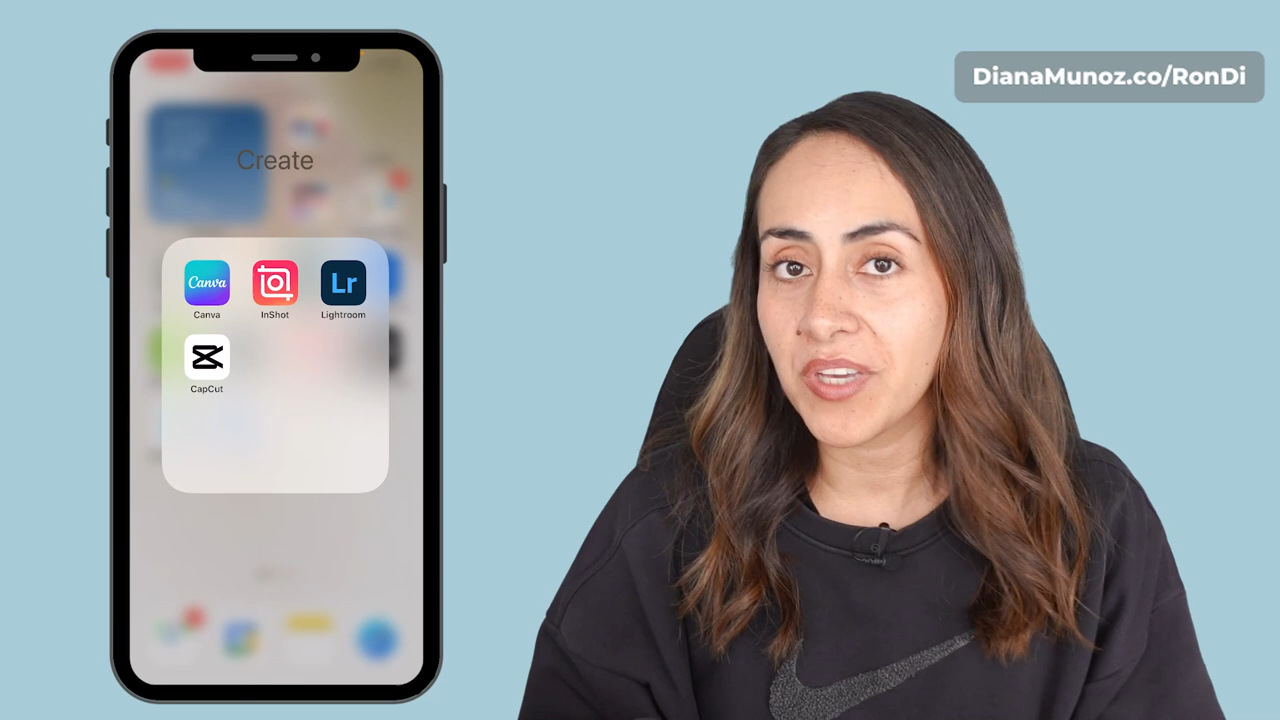 DianaMunoz.co/RonDi
Create
Canva
Lr
Canva
InShot
Lightroom
CapCut